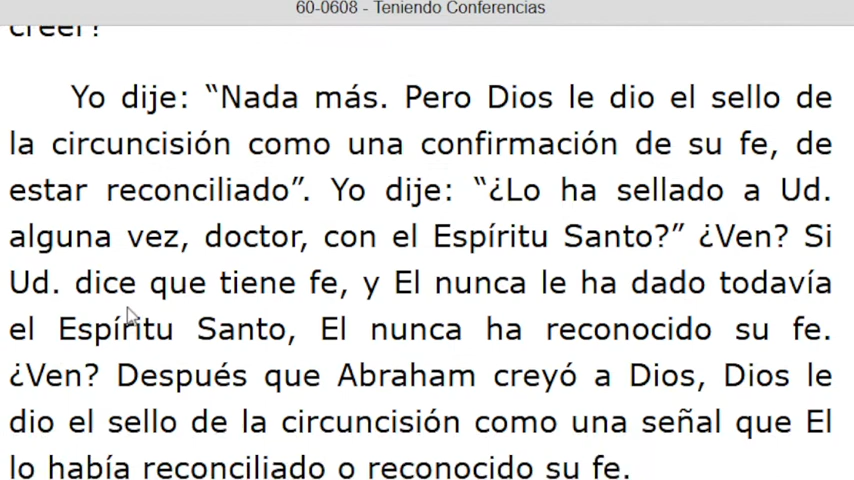 60-0608 - Teniendo Conferencias
creer?
Yo dije: “Nada más. Pero Dios le dio el sello de
la circuncisión como una confirmación de su fe, de
estar reconciliado”. Yo dije: “¿Lo ha sellado a Ud.
alguna vez, doctor, con el Espíritu Santo?” ¿Ven? Si
Ud. dice que tiene fe, y El nunca le ha dado todavía
el Espíritu Santo, El nunca ha reconocido su fe.
¿Ven? Después que Abraham creyó a Dios, Dios le
dio el sello de la circuncisión como una señal que El
lo había reconciliado o reconocido su fe.